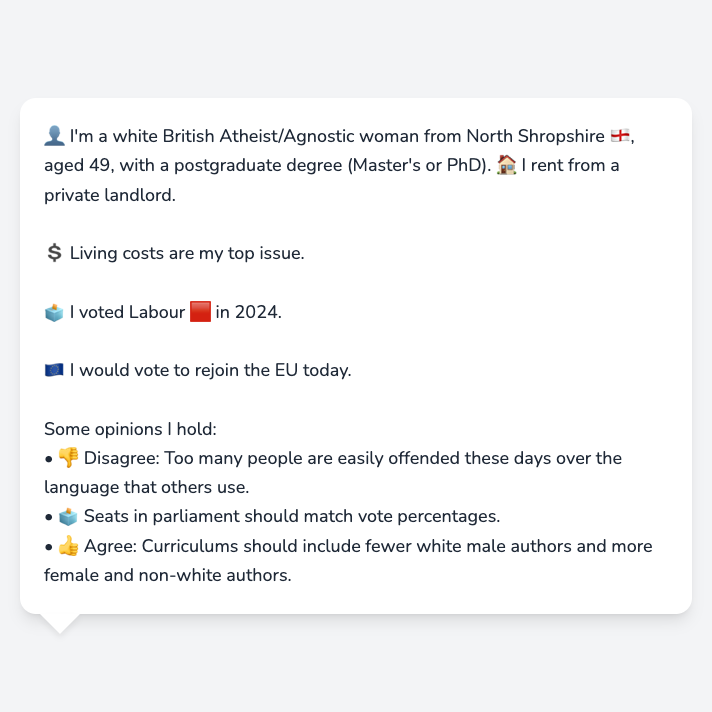 👤 I'm a white British Atheist/Agnostic woman from North Shropshire 🏴󠁧󠁢󠁥󠁮󠁧󠁿,
aged 49, with a postgraduate degree (Master's or PhD). 🏠 I rent from a
private landlord.
💲 Living costs are my top issue.
🗳️ I voted Labour 🟥 in 2024.
🇪🇺 I would vote to rejoin the EU today.
Some opinions I hold:
• 👎 Disagree: Too many people are easily offended these days over the
language that others use.
• 🗳️ Seats in parliament should match vote percentages.
• 👍 Agree: Curriculums should include fewer white male authors and more
female and non-white authors.